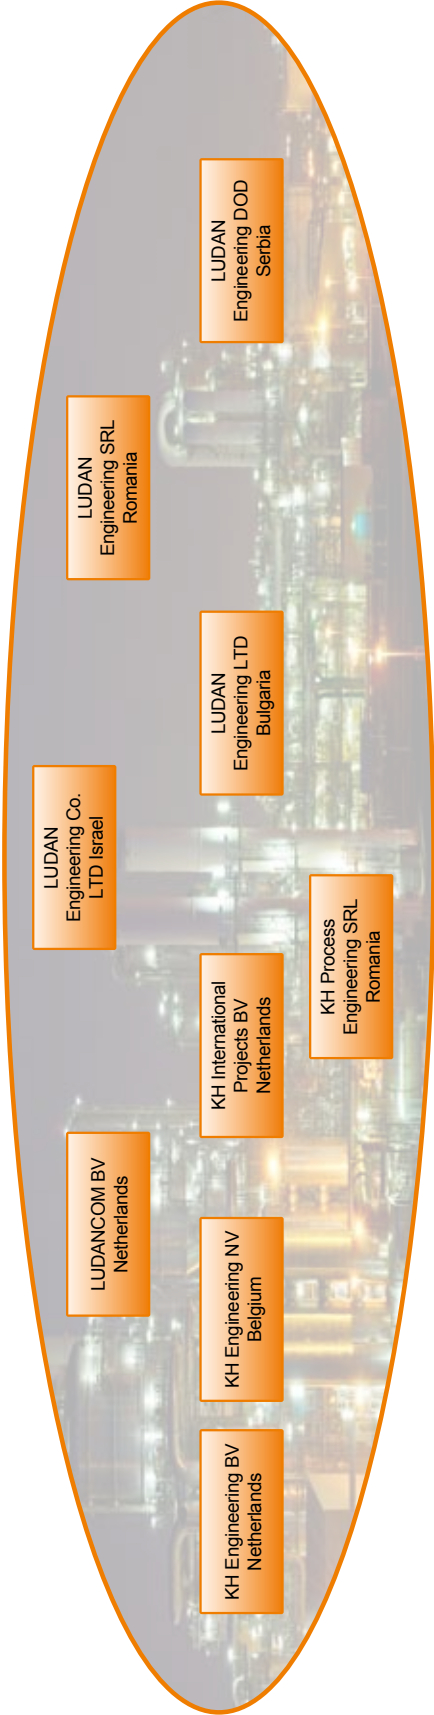 LUDAN
Engineering Co.
LTD Israel
LUDANCOM BV
Netherlands
LUDAN
Engineering SRL
Romania
KH Engineering BV
Netherlands
KH Engineering NV
Belgium
KH International
Projects BV
Netherlands
LUDAN
Engineering LTD
Bulgaria
LUDAN
Engineering DOD
Serbia
KH Process
Engineering SRL
Romania